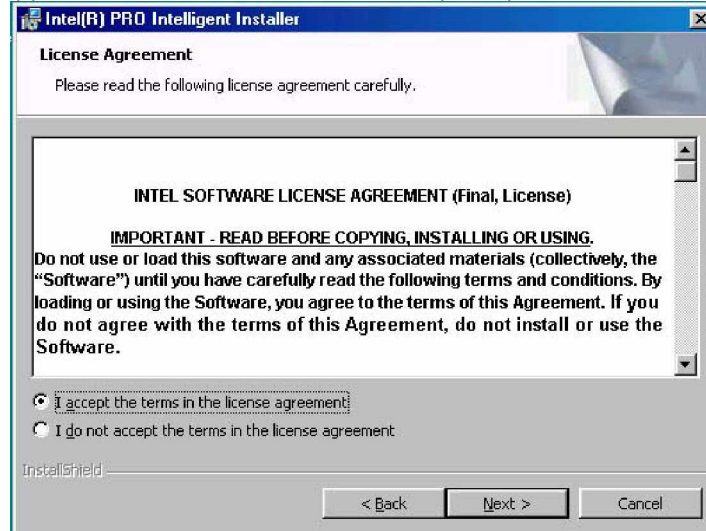 Intel(R) PRO Intelligent Installer
License Agreement
Please read the following license agreement carefully.
INTEL SOFTWARE LICENSE AGREEMENT (Final, License)
IMPORTANT - READ BEFORE COPYING, INSTALLING OR USING.
Do not use or load this software and any associated materials (collectively, the
“Software”) until you have carefully read the following terms and conditions. By
loading or using the Software, you agree to the terms of this Agreement. If you
do not agree with the terms of this Agreement, do not install or use the
Software.
I accept the terms in the license agreement
I do not accept the terms in the license agreement
InstallShield
< Back
Next >
Cancel